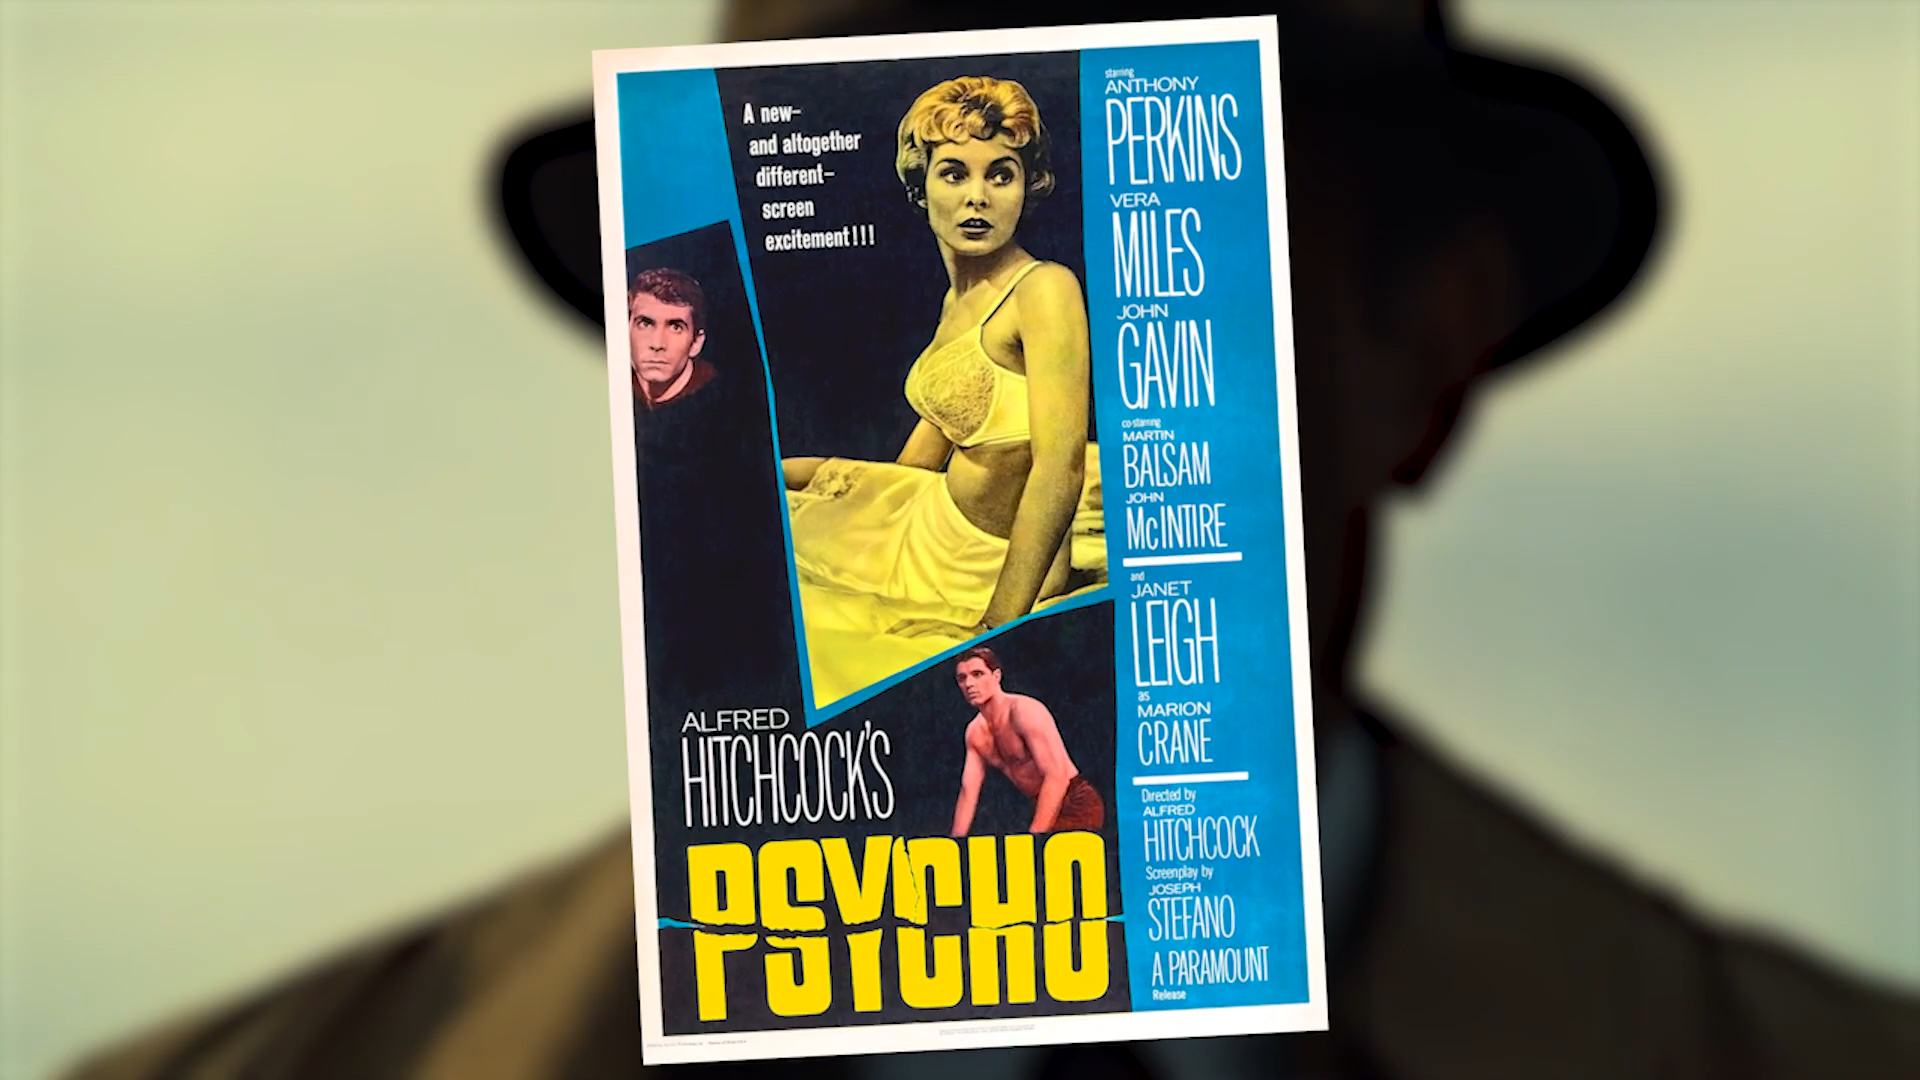 A new–
and altogether
different–
screen
excitement!!!
ALFRED
HITCHCOCK'S
PSYCHO
starring
ANTHONY
PERKINS
VERA
MILES
JOHN
GAVIN
co-starring
MARTIN
BALSAM
JOHN
McINTIRE
and
JANET
LEIGH
as
MARION
CRANE
Directed by
ALFRED
HITCHCOCK
Screenplay by
JOSEPH
STEFANO
A PARAMOUNT
Release